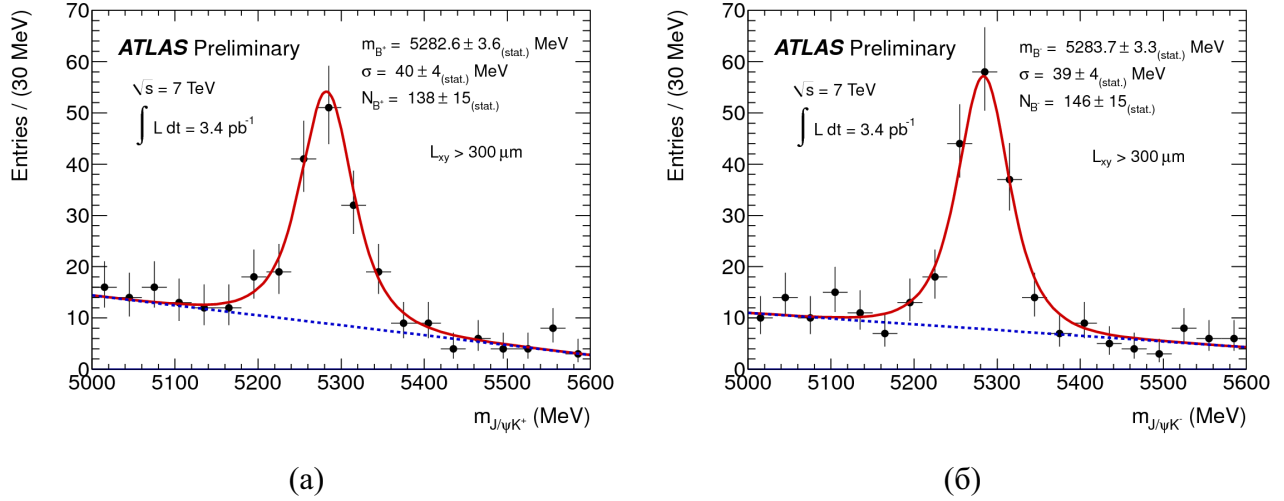 Entries / (30 MeV)
70
60
50
40
30
20
10
0
ATLAS Preliminary
√s = 7 TeV
∫ L dt = 3.4 pb⁻¹
m_B⁺ = 5282.6 ± 3.6(stat.) MeV
σ = 40 ± 4(stat.) MeV
N_B⁺ = 138 ± 15(stat.)
L_xy > 300 μm
5000 5100 5200 5300 5400 5500 5600
m_J/ψK⁺ (MeV)
(а)
Entries / (30 MeV)
70
60
50
40
30
20
10
0
ATLAS Preliminary
√s = 7 TeV
∫ L dt = 3.4 pb⁻¹
m_B⁻ = 5283.7 ± 3.3(stat.) MeV
σ = 39 ± 4(stat.) MeV
N_B⁻ = 146 ± 15(stat.)
L_xy > 300 μm
5000 5100 5200 5300 5400 5500 5600
m_J/ψK⁻ (MeV)
(б)